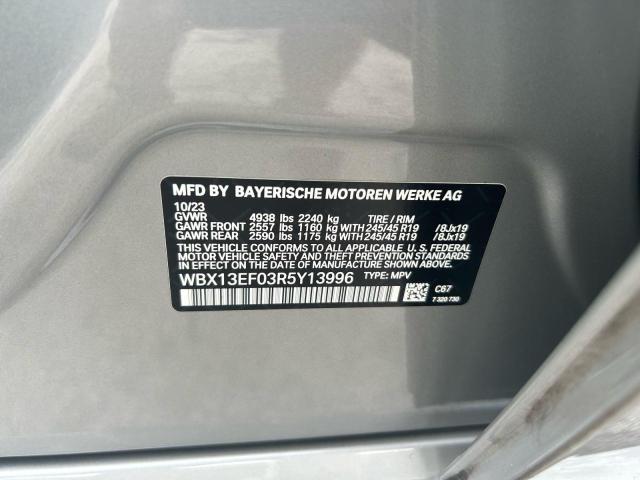 MFD BY BAYERISCHE MOTOREN WERKE AG
10/23
GVWR 4938 lbs 2240 kg TIRE / RIM
GAWR FRONT 2557 lbs 1160 kg WITH 245/45 R19 /8Jx19
GAWR REAR 2590 lbs 1175 kg WITH 245/45 R19 /8Jx19
THIS VEHICLE CONFORMS TO ALL APPLICABLE U. S. FEDERAL
MOTOR VEHICLE SAFETY AND THEFT PREVENTION STANDARDS
IN EFFECT ON THE DATE OF MANUFACTURE SHOWN ABOVE.
WBX13EF03R5Y13996 TYPE: MPV
C67
7 320 730